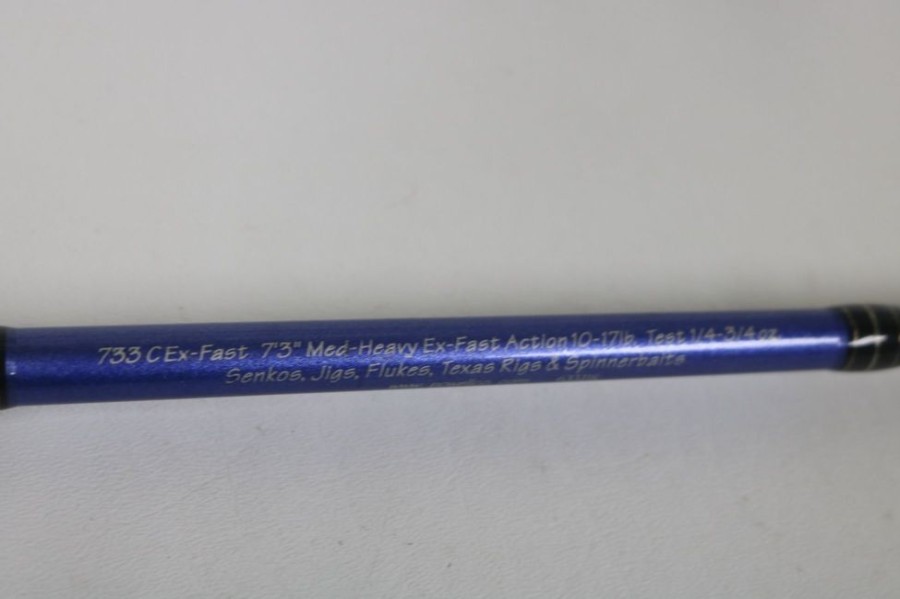 733 C Ex-Fast 7'3" Med-Heavy Ex-Fast Action 10-17lb. Test 1/4-3/4 oz.
Senkos, Jigs, Flukes, Texas Rigs & Spinnerbaits